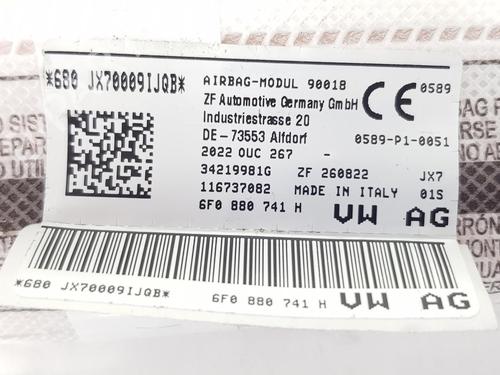 *680 JX70009IJQB*
AIRBAG-MODUL 90018
ZF Automotive Germany GmbH
Industriestrasse 20
DE-73553 Alfdorf
2022 OUC 267 -
34219981G ZF 260822 JX7
116737082 MADE IN ITALY 01S
6F0 880 741 H VW AG
CE 0589
0589-P1-0051
*680 JX70009IJQB*
6F0 880 741 H VW AG